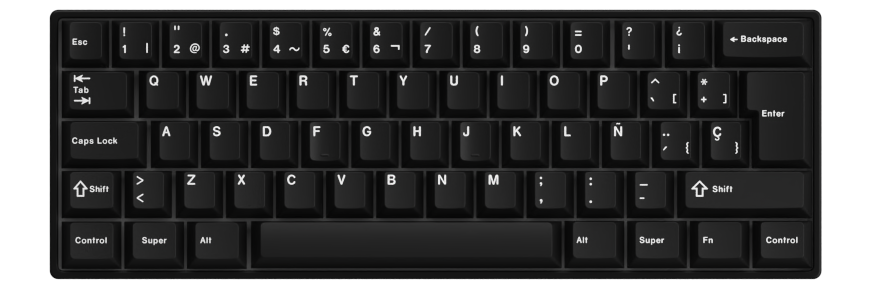 Esc ! 1 | " 2 @ · 3 # $ 4 ~ % 5 € & 6 ¬ / 7 ( 8 ) 9 = 0 ? ' ¿ ¡ ← Backspace
Tab Q W E R T Y U I O P ^ ` [ * + ] Enter
Caps Lock A S D F G H J K L Ñ ¨ ´ { Ç }
⇧ Shift > < Z X C V B N M ; , : . _ - ⇧ Shift
Control Super Alt Alt Super Fn Control